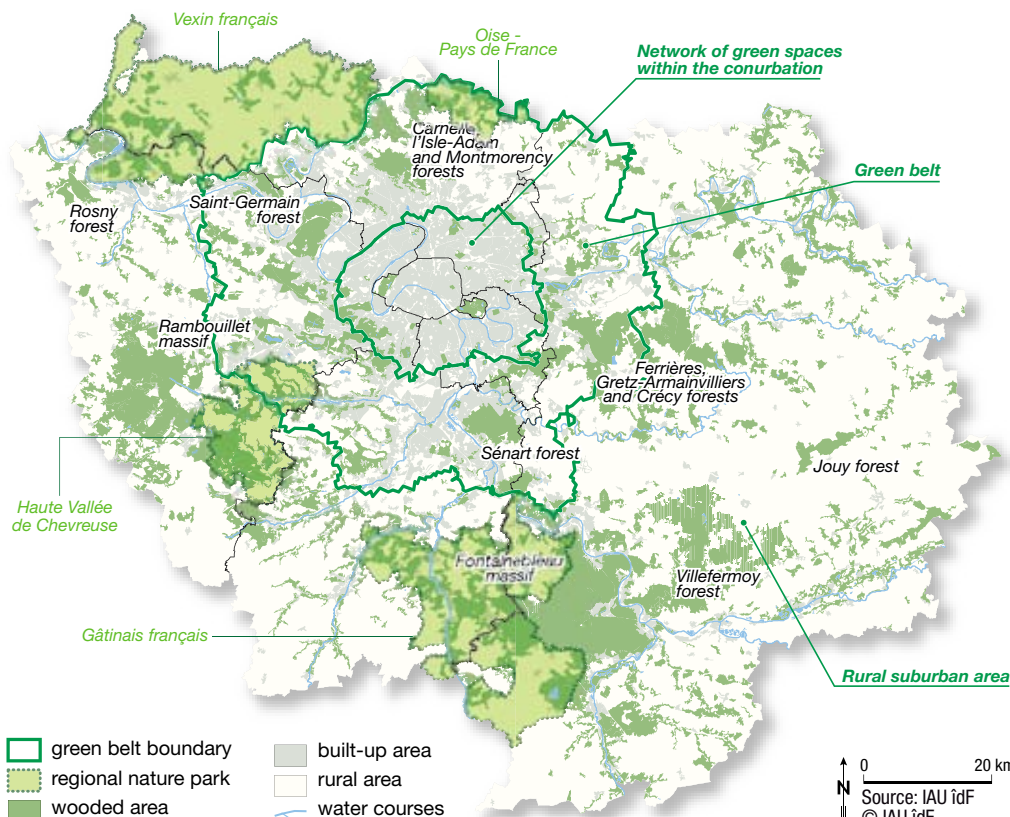 Vexin français
Oise -
Pays de France
Network of green spaces
within the conurbation
Carnelle,
l'Isle-Adam
and Montmorency
forests
Green belt
Rosny
forest
Saint-Germain
forest
Rambouillet
massif
Ferrières,
Gretz-Armainvilliers
and Crécy forests
Sénart forest
Jouy forest
Haute Vallée
de Chevreuse
Fontainebleau
massif
Villefermoy
forest
Gâtinais français
Rural suburban area
green belt boundary
regional nature park
wooded area
built-up area
rural area
water courses
N
0 20 km
Source: IAU îdF
© IAU îdF